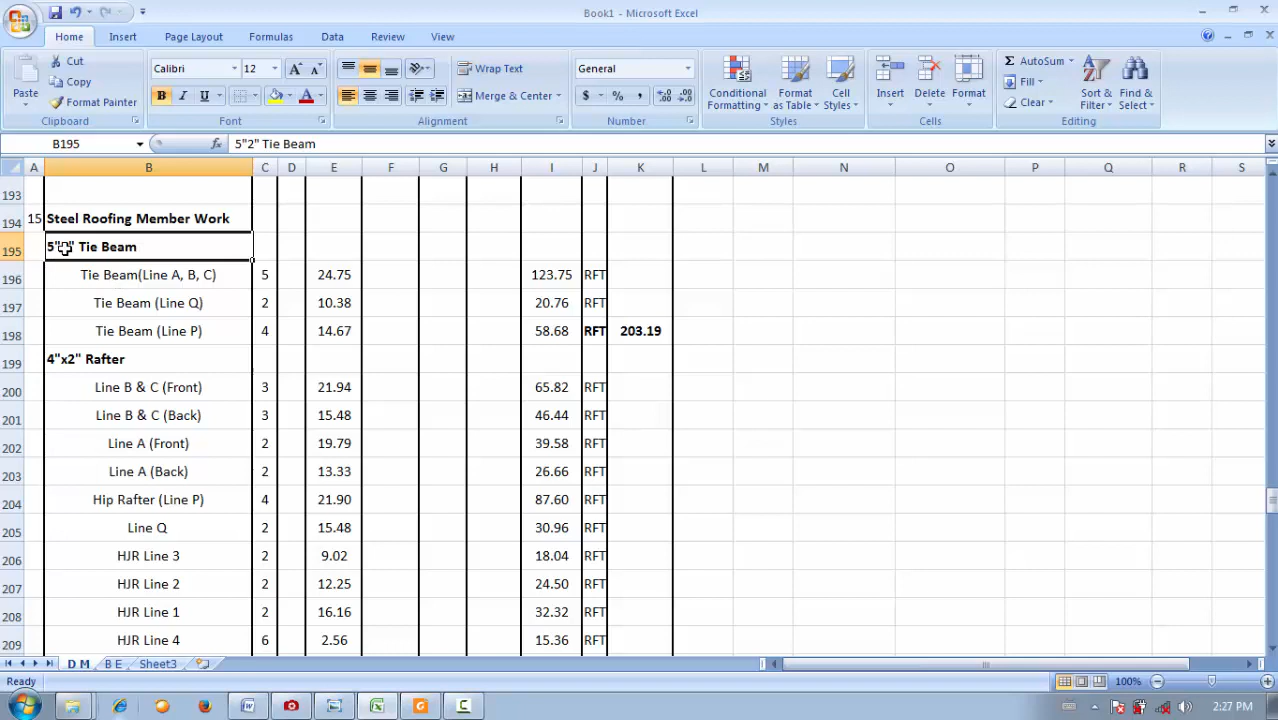 Book1 - Microsoft Excel
Home Insert Page Layout Formulas Data Review View
Paste Cut Copy Format Painter Clipboard
Calibri 12 A A B I U A Font
Wrap Text Merge & Center Alignment
General $ % , .0 .00 .00 .0 Number
Conditional Formatting Format as Table Cell Styles Styles
Insert Delete Format Cells
Σ AutoSum Fill Clear Sort & Filter Find & Select Editing
B195 fx 5"2" Tie Beam
A B C D E F G H I J K L M N O P Q R S
193
194 15 Steel Roofing Member Work
195 5" " Tie Beam
196 Tie Beam(Line A, B, C) 5 24.75 123.75 RFT
197 Tie Beam (Line Q) 2 10.38 20.76 RFT
198 Tie Beam (Line P) 4 14.67 58.68 RFT 203.19
199 4"x2" Rafter
200 Line B & C (Front) 3 21.94 65.82 RFT
201 Line B & C (Back) 3 15.48 46.44 RFT
202 Line A (Front) 2 19.79 39.58 RFT
203 Line A (Back) 2 13.33 26.66 RFT
204 Hip Rafter (Line P) 4 21.90 87.60 RFT
205 Line Q 2 15.48 30.96 RFT
206 HJR Line 3 2 9.02 18.04 RFT
207 HJR Line 2 2 12.25 24.50 RFT
208 HJR Line 1 2 16.16 32.32 RFT
209 HJR Line 4 6 2.56 15.36 RFT
D M B E Sheet3
Ready 100%
2:27 PM